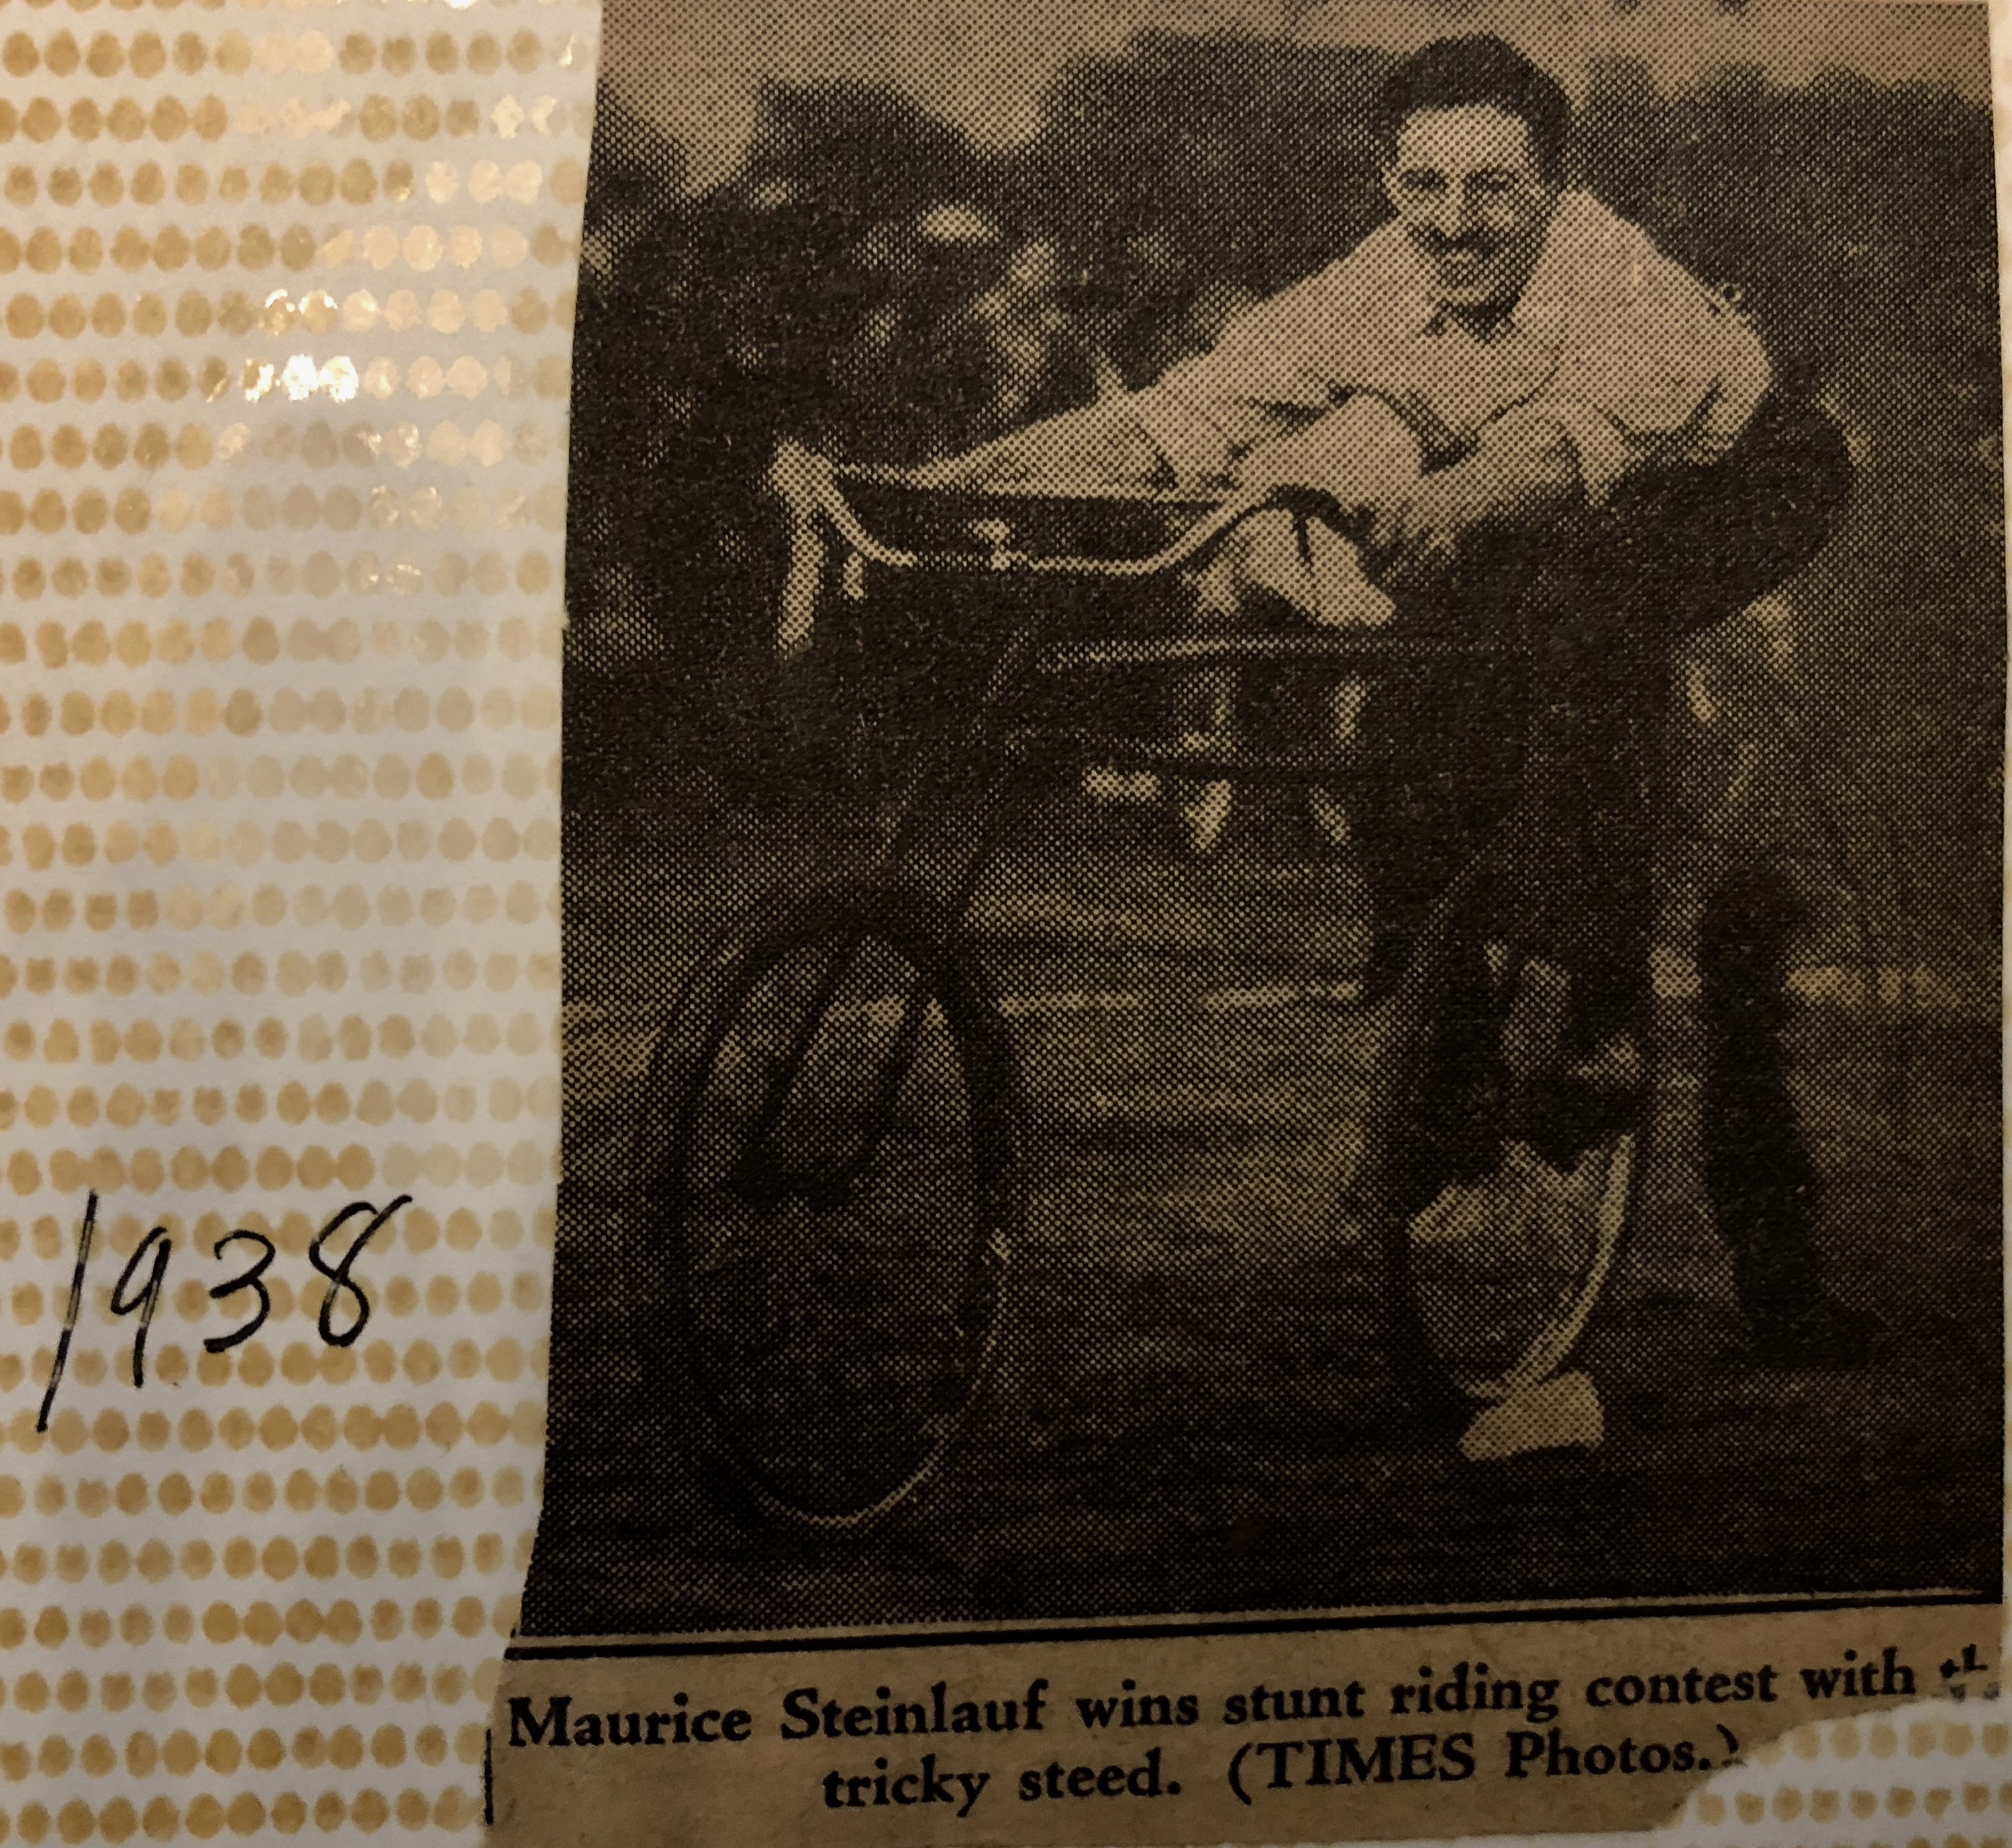 1938
Maurice Steinlauf wins stunt riding contest with
tricky steed. (TIMES Photos.)